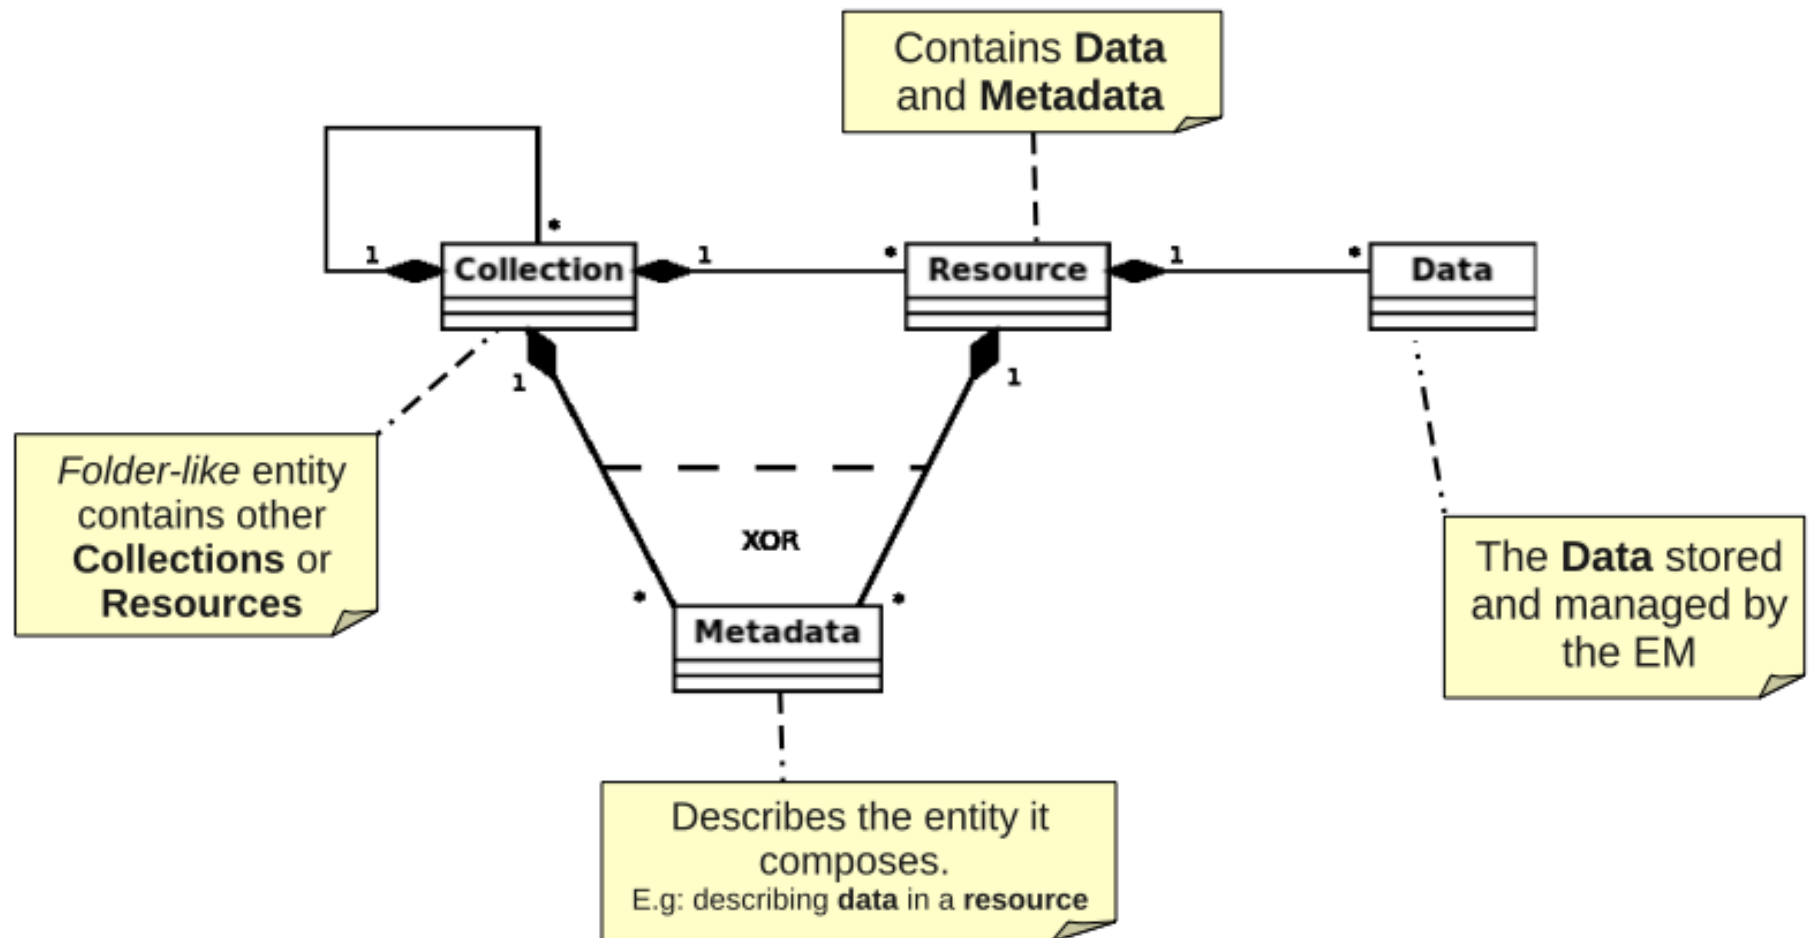 Contains Data
and Metadata
*
1
Collection
1
*
Resource
1
*
Data
1
1
Folder-like entity
contains other
Collections or
Resources
XOR
The Data stored
and managed by
the EM
*
*
Metadata
Describes the entity it
composes.
E.g: describing data in a resource